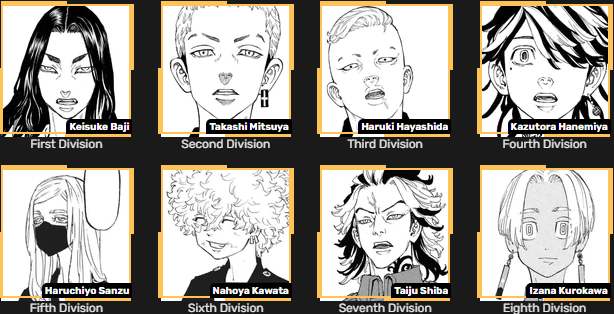 Keisuke Baji
First Division
Takashi Mitsuya
Second Division
Haruki Hayashida
Third Division
Kazutora Hanemiya
Fourth Division
Haruchiyo Sanzu
Fifth Division
Nahoya Kawata
Sixth Division
Taiju Shiba
Seventh Division
Izana Kurokawa
Eighth Division